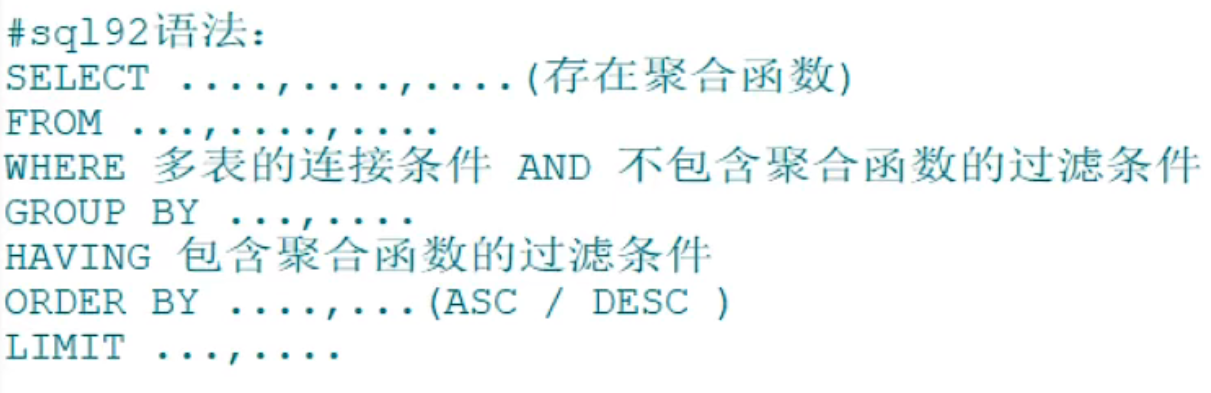 #sql92语法:
SELECT ....,....,....(存在聚合函数)
FROM ...,....,....
WHERE 多表的连接条件 AND 不包含聚合函数的过滤条件
GROUP BY ...,....
HAVING 包含聚合函数的过滤条件
ORDER BY ....,...(ASC / DESC )
LIMIT ...,....